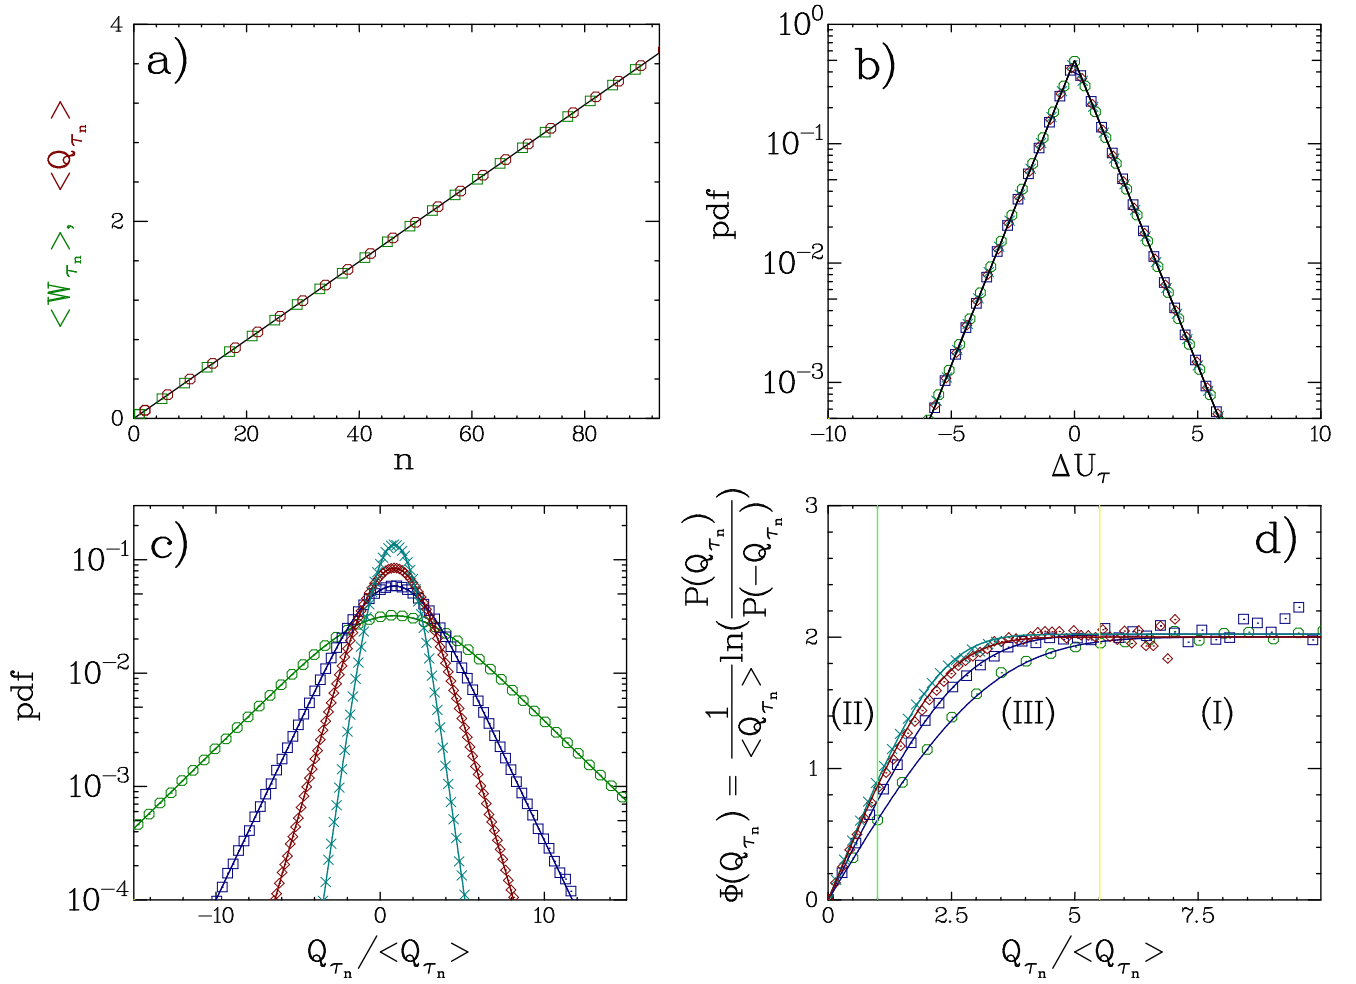 a)
4
2
0
0
20
40
60
80
n
<W_{τ_n}>, <Q_{τ_n}>
b)
10^0
10^{-1}
10^{-2}
10^{-3}
−10
−5
0
5
10
pdf
ΔU_τ
c)
10^{-1}
10^{-2}
10^{-3}
10^{-4}
−10
0
10
pdf
Q_{τ_n}/<Q_{τ_n}>
d)
3
2
1
0
0
2.5
5
7.5
(II)
(III)
(I)
Φ(Q_{τ_n}) = \frac{1}{<Q_{τ_n}>} ln(\frac{P(Q_{τ_n})}{P(−Q_{τ_n})})
Q_{τ_n}/<Q_{τ_n}>